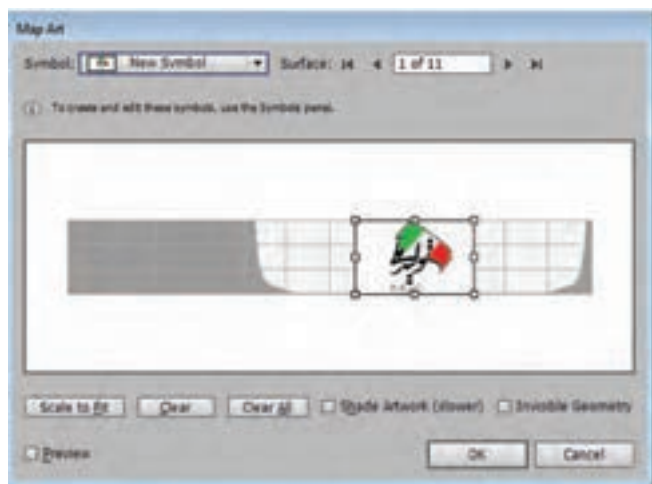 Map Art
Symbol: New Symbol Surface: 1 of 11
To create and edit these symbols, use the Symbols panel.
Scale to Fit Clear Clear All Shade Artwork (slower) Invisible Geometry
Preview OK Cancel